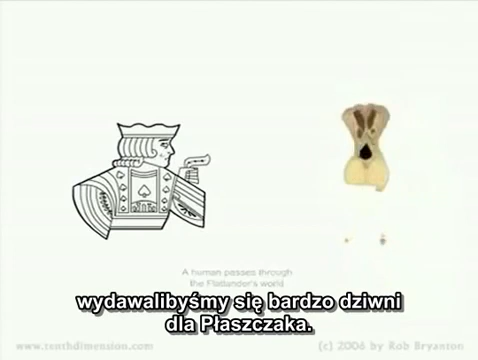 A human passes through
the Flatlander's world
wydawalibyśmy się bardzo dziwni
dla Płaszczaka.
www.tenthdimension.com
(c) 2006 by Rob Bryanton